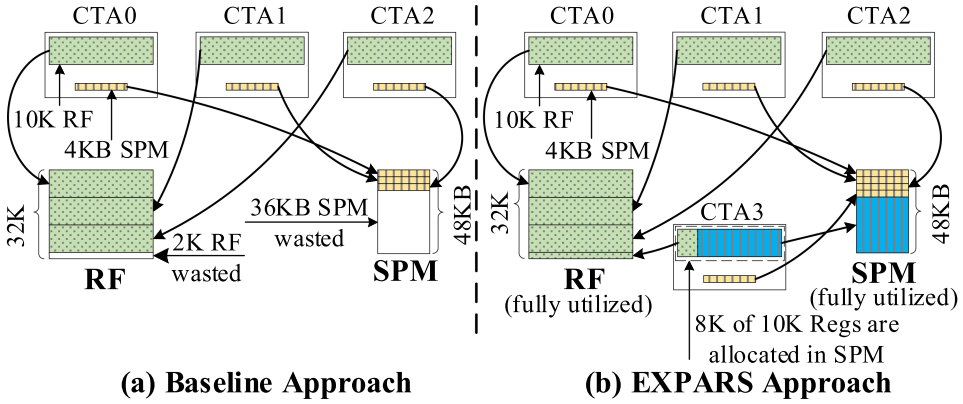 CTA0
CTA1
CTA2
10K RF
4KB SPM
32K
36KB SPM
wasted
2K RF
wasted
48KB
RF
SPM
(a) Baseline Approach
CTA0
CTA1
CTA2
10K RF
4KB SPM
32K
CTA3
48KB
RF
(fully utilized)
SPM
(fully utilized)
8K of 10K Regs are
allocated in SPM
(b) EXPARS Approach